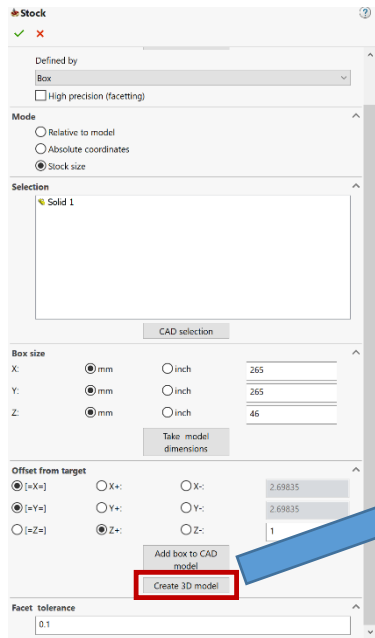 Stock
Defined by
Box
High precision (facetting)
Mode
Relative to model
Absolute coordinates
Stock size
Selection
Solid 1
CAD selection
Box size
X: mm inch 265
Y: mm inch 265
Z: mm inch 46
Take model
dimensions
Offset from target
[=X=] X+: X-: 2.69835
[=Y=] Y+: Y-: 2.69835
[=Z=] Z+: Z-: 1
Add box to CAD
model
Create 3D model
Facet tolerance
0.1